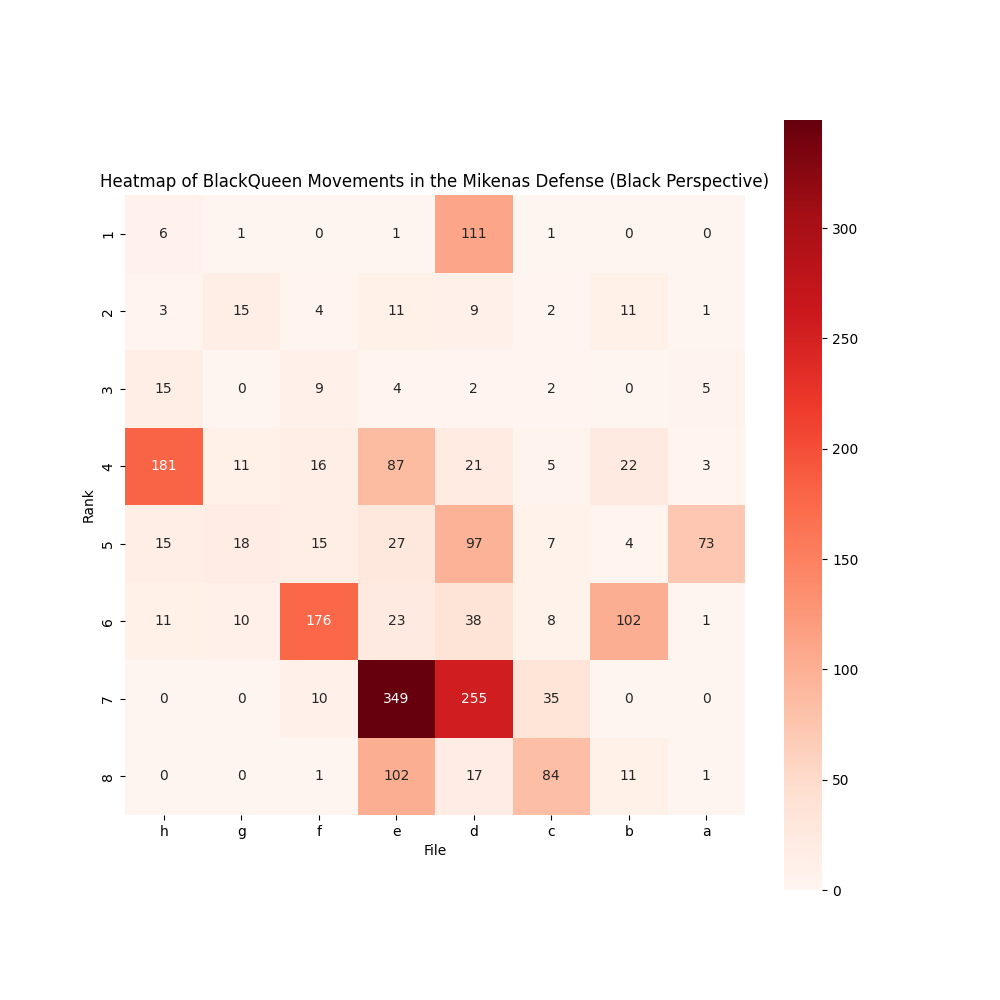 Heatmap of BlackQueen Movements in the Mikenas Defense (Black Perspective)
1 6 1 0 1 111 1 0 0
2 3 15 4 11 9 2 11 1
3 15 0 9 4 2 2 0 5
4 181 11 16 87 21 5 22 3
5 15 18 15 27 97 7 4 73
6 11 10 176 23 38 8 102 1
7 0 0 10 349 255 35 0 0
8 0 0 1 102 17 84 11 1
h g f e d c b a
Rank
File
300
250
200
150
100
50
0